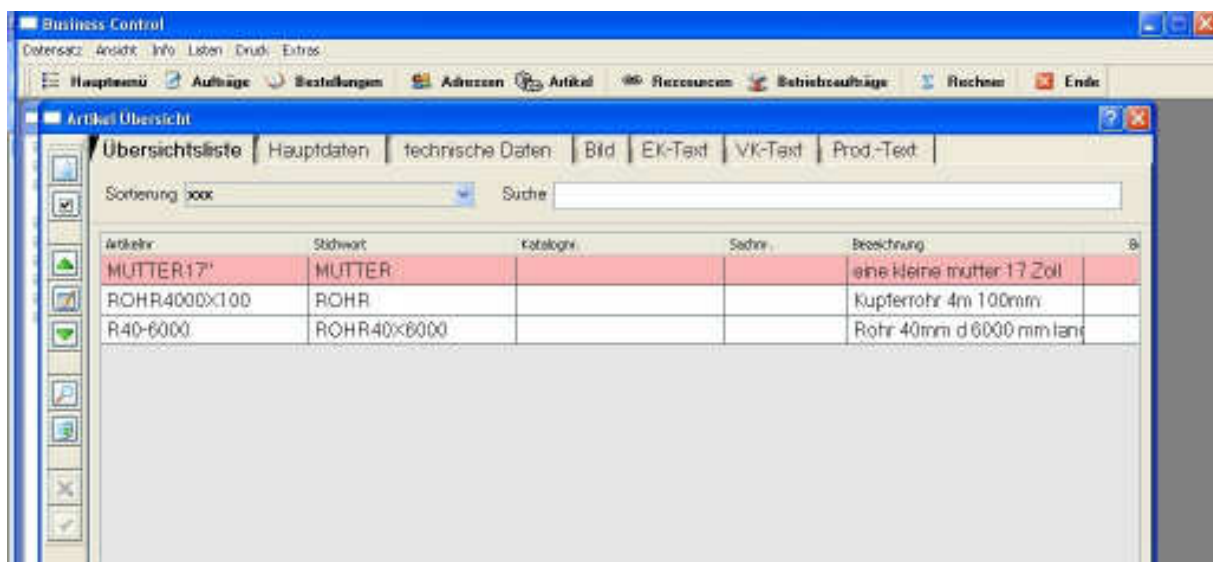 Business Control
Datensatz Ansicht Info Listen Druck Extras
Hauptmenü Aufträge Bestellungen Adressen Artikel Ressourcen Betriebsaufträge Rechner Ende
Artikel Übersicht
Übersichtsliste Hauptdaten technische Daten Bild EK-Text VK-Text Prod.-Text
Sortierung xxx Suche
Artikelnr Stichwort Katalognr. Sachnr. Bezeichnung
MUTTER17" MUTTER eine kleine mutter 17 Zoll
ROHR4000X100 ROHR Kupferrohr 4m 100mm
R40-6000 ROHR40X6000 Rohr 40mm d 6000 mm lang